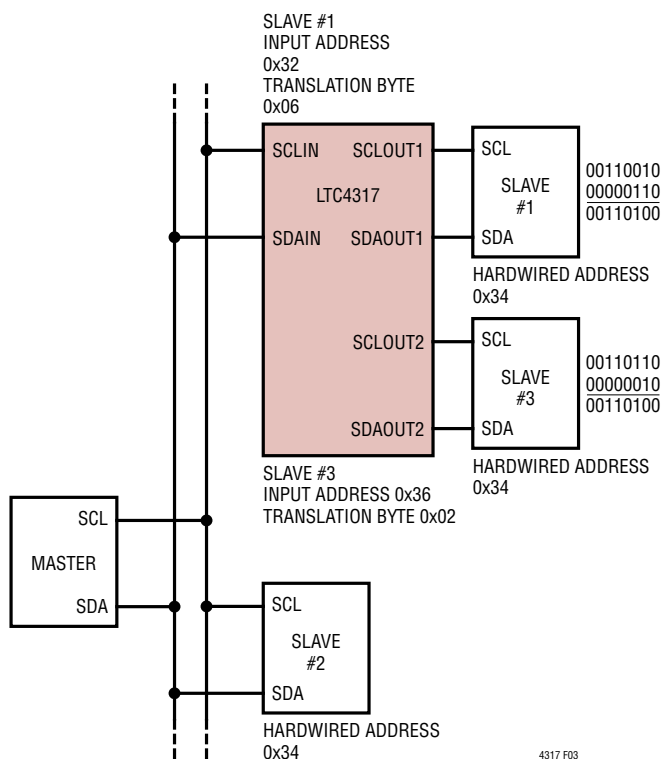 SLAVE #1
INPUT ADDRESS
0x32
TRANSLATION BYTE
0x06
SCLIN
SCLOUT1
LTC4317
SDAIN
SDAOUT1
SCLOUT2
SDAOUT2
SCL
SLAVE
#1
SDA
00110010
00000110
00110100
HARDWIRED ADDRESS
0x34
SCL
SLAVE
#3
SDA
00110110
00000010
00110100
HARDWIRED ADDRESS
0x34
SLAVE #3
INPUT ADDRESS 0x36
TRANSLATION BYTE 0x02
SCL
MASTER
SDA
SCL
SLAVE
#2
SDA
HARDWIRED ADDRESS
0x34
4317 F03